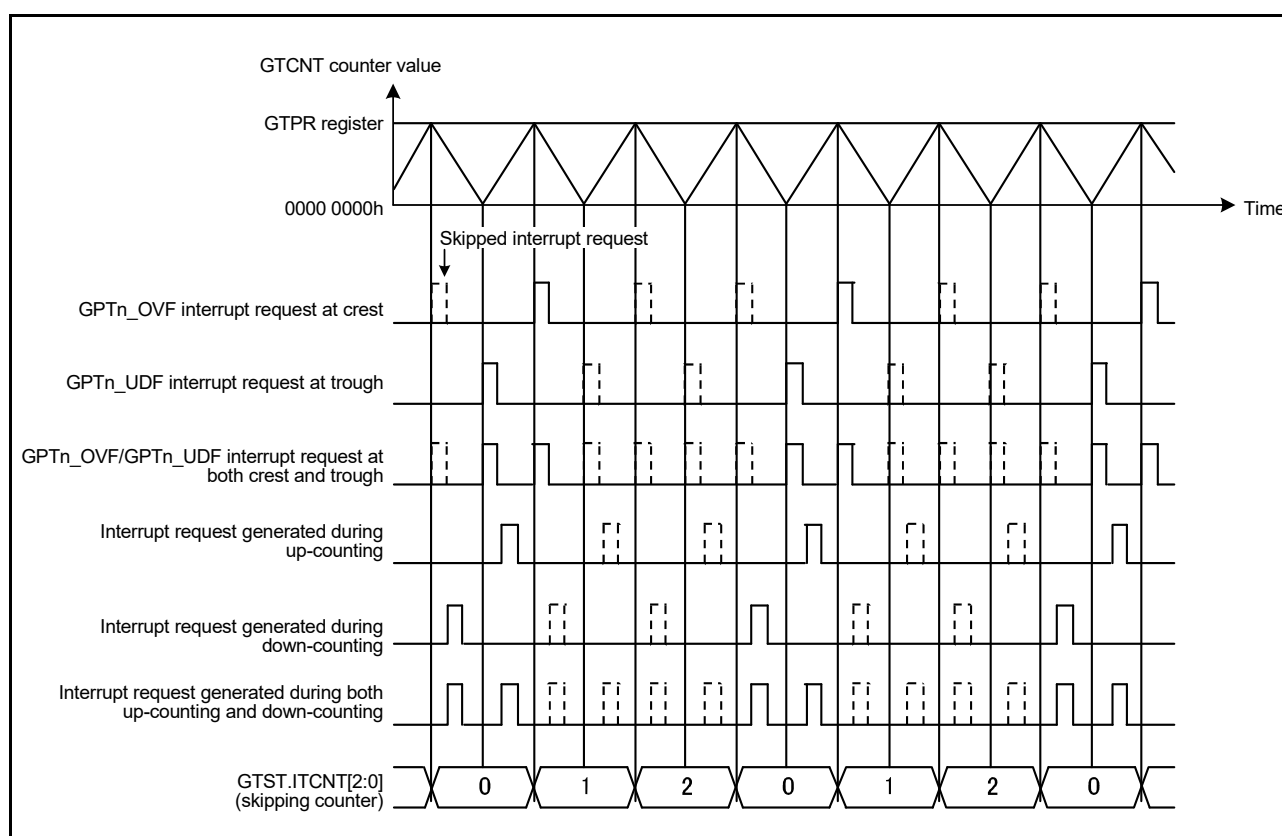 GTCNT counter value
GTPR register
0000 0000h
Time
Skipped interrupt request
GPTn_OVF interrupt request at crest
GPTn_UDF interrupt request at trough
GPTn_OVF/GPTn_UDF interrupt request at
both crest and trough
Interrupt request generated during
up-counting
Interrupt request generated during
down-counting
Interrupt request generated during both
up-counting and down-counting
GTST.ITCNT[2:0]
(skipping counter)
0 1 2 0 1 2 0